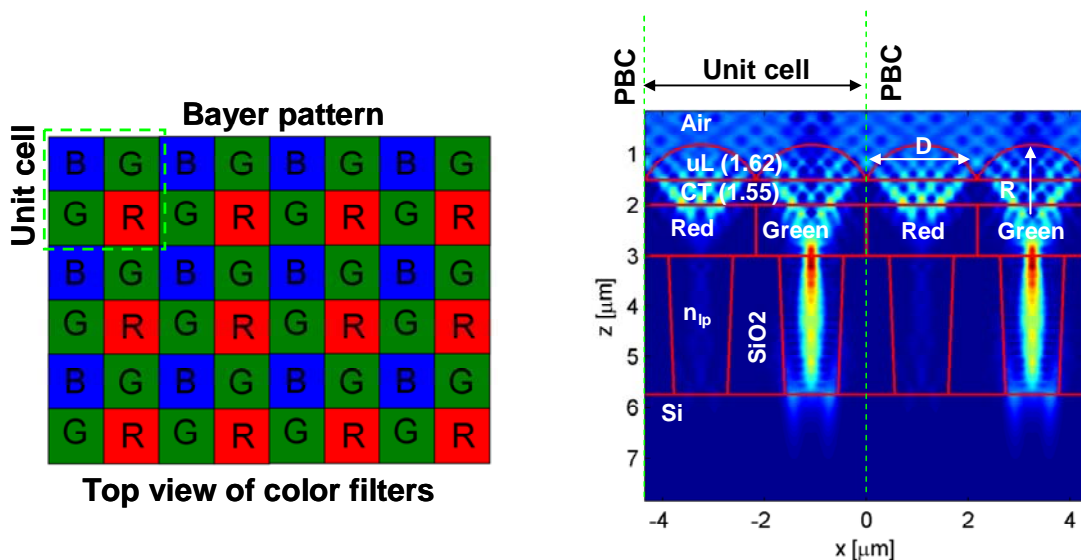 Bayer pattern
Unit cell
B G B G B G B G
G R G R G R G R
B G B G B G B G
G R G R G R G R
B G B G B G B G
G R G R G R G R
Top view of color filters
PBC
Unit cell
PBC
Air
D
uL (1.62)
CT (1.55)
R
Red
Green
Red
Green
n_lp
SiO2
Si
z [μm]
1
2
3
4
5
6
7
-4 -2 0 2 4
x [μm]